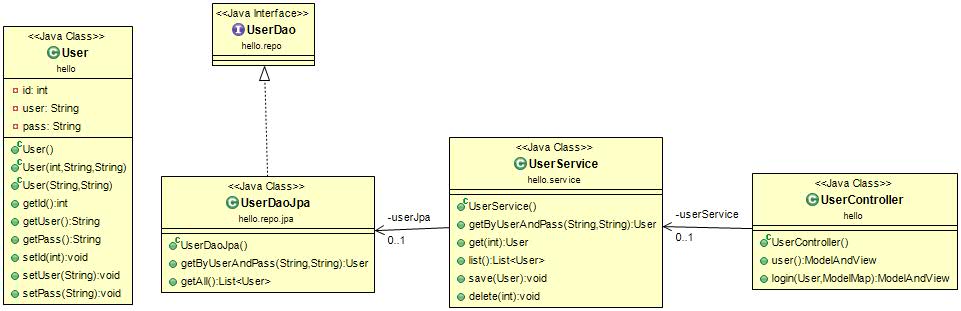 <<Java Class>>
User
hello
id: int
user: String
pass: String
User()
User(int,String,String)
User(String,String)
getId():int
getUser():String
getPass():String
setId(int):void
setUser(String):void
setPass(String):void
<<Java Interface>>
UserDao
hello.repo
<<Java Class>>
UserDaoJpa
hello.repo.jpa
UserDaoJpa()
getByUserAndPass(String,String):User
getAll():List<User>
-userJpa
0..1
<<Java Class>>
UserService
hello.service
UserService()
getByUserAndPass(String,String):User
get(int):User
list():List<User>
save(User):void
delete(int):void
-userService
0..1
<<Java Class>>
UserController
hello
UserController()
user():ModelAndView
login(User,ModelMap):ModelAndView